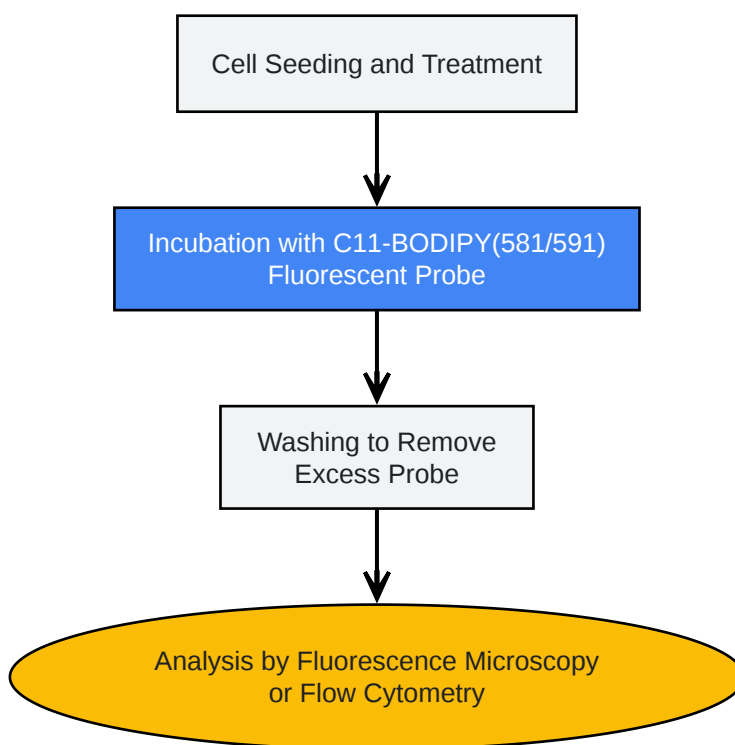 Cell Seeding and Treatment
Incubation with C11-BODIPY(581/591)
Fluorescent Probe
Washing to Remove
Excess Probe
Analysis by Fluorescence Microscopy
or Flow Cytometry